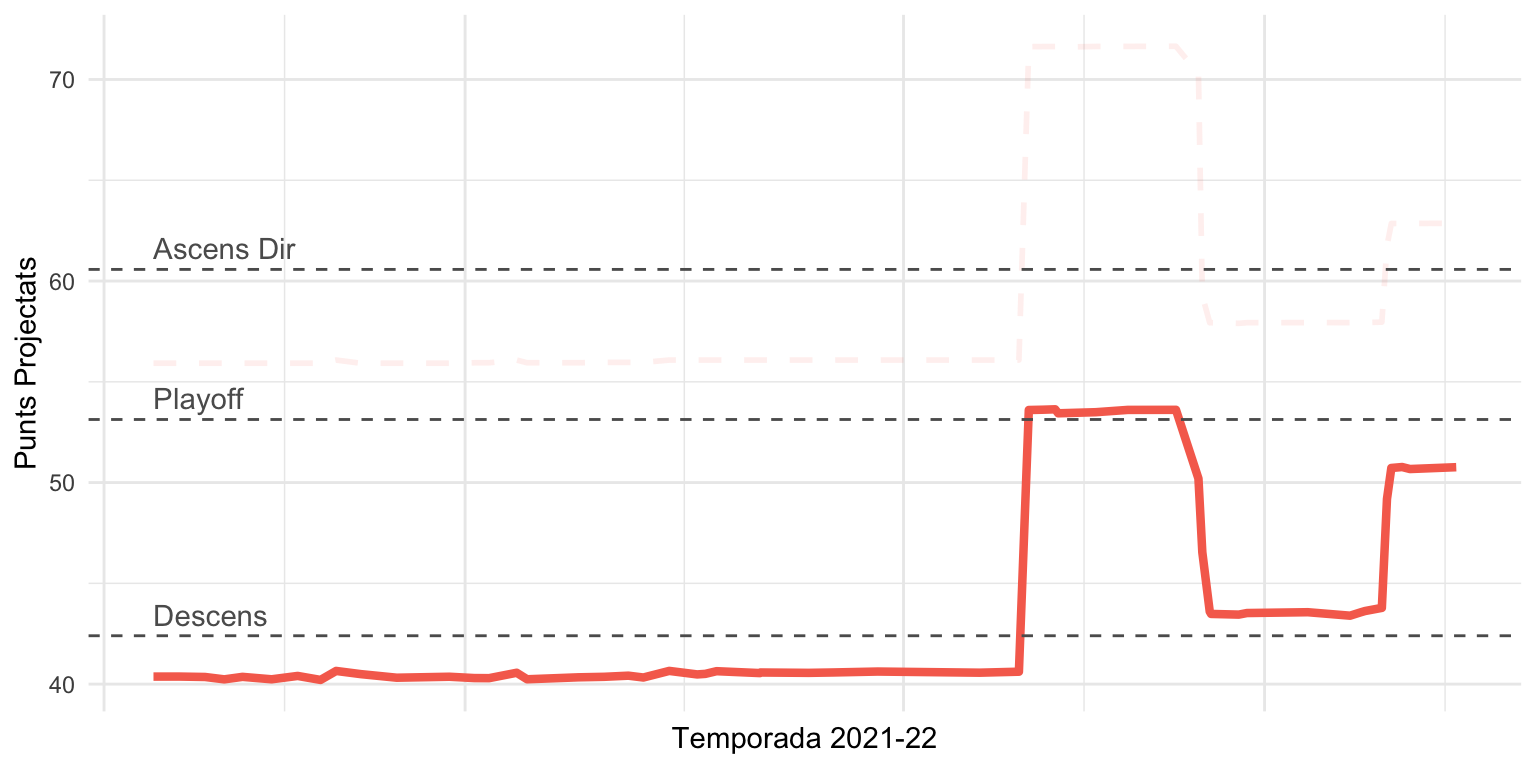 70
Ascens Dir
60
Playoff
50
Descens
40
Punts Projectats
Temporada 2021-22